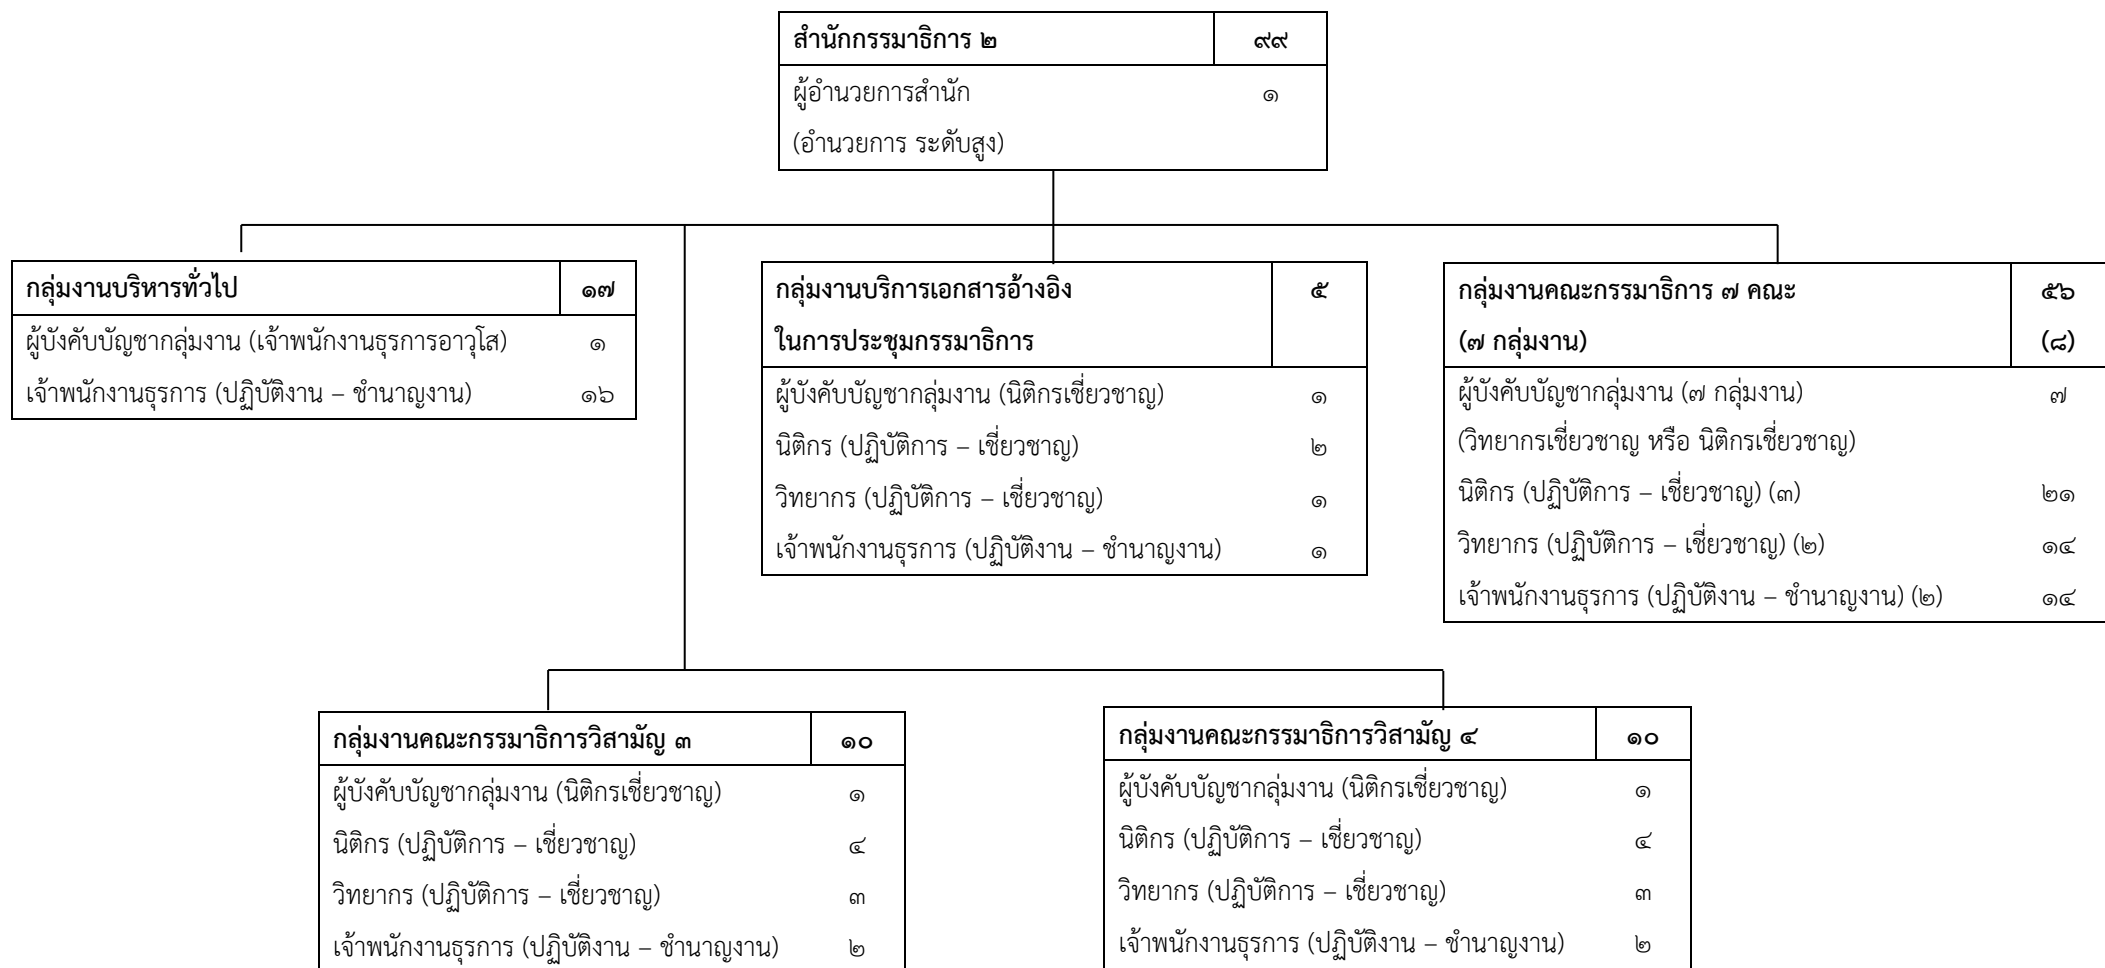 สำนักกรรมาธิการ ๒ ๙๙
ผู้อำนวยการสำนัก ๑
(อำนวยการ ระดับสูง)
กลุ่มงานบริหารทั่วไป ๑๗
ผู้บังคับบัญชากลุ่มงาน (เจ้าพนักงานธุรการอาวุโส) ๑
เจ้าพนักงานธุรการ (ปฏิบัติงาน – ชำนาญงาน) ๑๖
กลุ่มงานบริการเอกสารอ้างอิง ๕
ในการประชุมกรรมาธิการ
ผู้บังคับบัญชากลุ่มงาน (นิติกรเชี่ยวชาญ) ๑
นิติกร (ปฏิบัติการ – เชี่ยวชาญ) ๒
วิทยากร (ปฏิบัติการ – เชี่ยวชาญ) ๑
เจ้าพนักงานธุรการ (ปฏิบัติงาน – ชำนาญงาน) ๑
กลุ่มงานคณะกรรมาธิการ ๗ คณะ ๕๖
(๗ กลุ่มงาน) (๘)
ผู้บังคับบัญชากลุ่มงาน (๗ กลุ่มงาน) ๗
(วิทยากรเชี่ยวชาญ หรือ นิติกรเชี่ยวชาญ)
นิติกร (ปฏิบัติการ – เชี่ยวชาญ) (๓) ๒๑
วิทยากร (ปฏิบัติการ – เชี่ยวชาญ) (๒) ๑๔
เจ้าพนักงานธุรการ (ปฏิบัติงาน – ชำนาญงาน) (๒) ๑๔
กลุ่มงานคณะกรรมาธิการวิสามัญ ๓ ๑๐
ผู้บังคับบัญชากลุ่มงาน (นิติกรเชี่ยวชาญ) ๑
นิติกร (ปฏิบัติการ – เชี่ยวชาญ) ๔
วิทยากร (ปฏิบัติการ – เชี่ยวชาญ) ๓
เจ้าพนักงานธุรการ (ปฏิบัติงาน – ชำนาญงาน) ๒
กลุ่มงานคณะกรรมาธิการวิสามัญ ๔ ๑๐
ผู้บังคับบัญชากลุ่มงาน (นิติกรเชี่ยวชาญ) ๑
นิติกร (ปฏิบัติการ – เชี่ยวชาญ) ๔
วิทยากร (ปฏิบัติการ – เชี่ยวชาญ) ๓
เจ้าพนักงานธุรการ (ปฏิบัติงาน – ชำนาญงาน) ๒